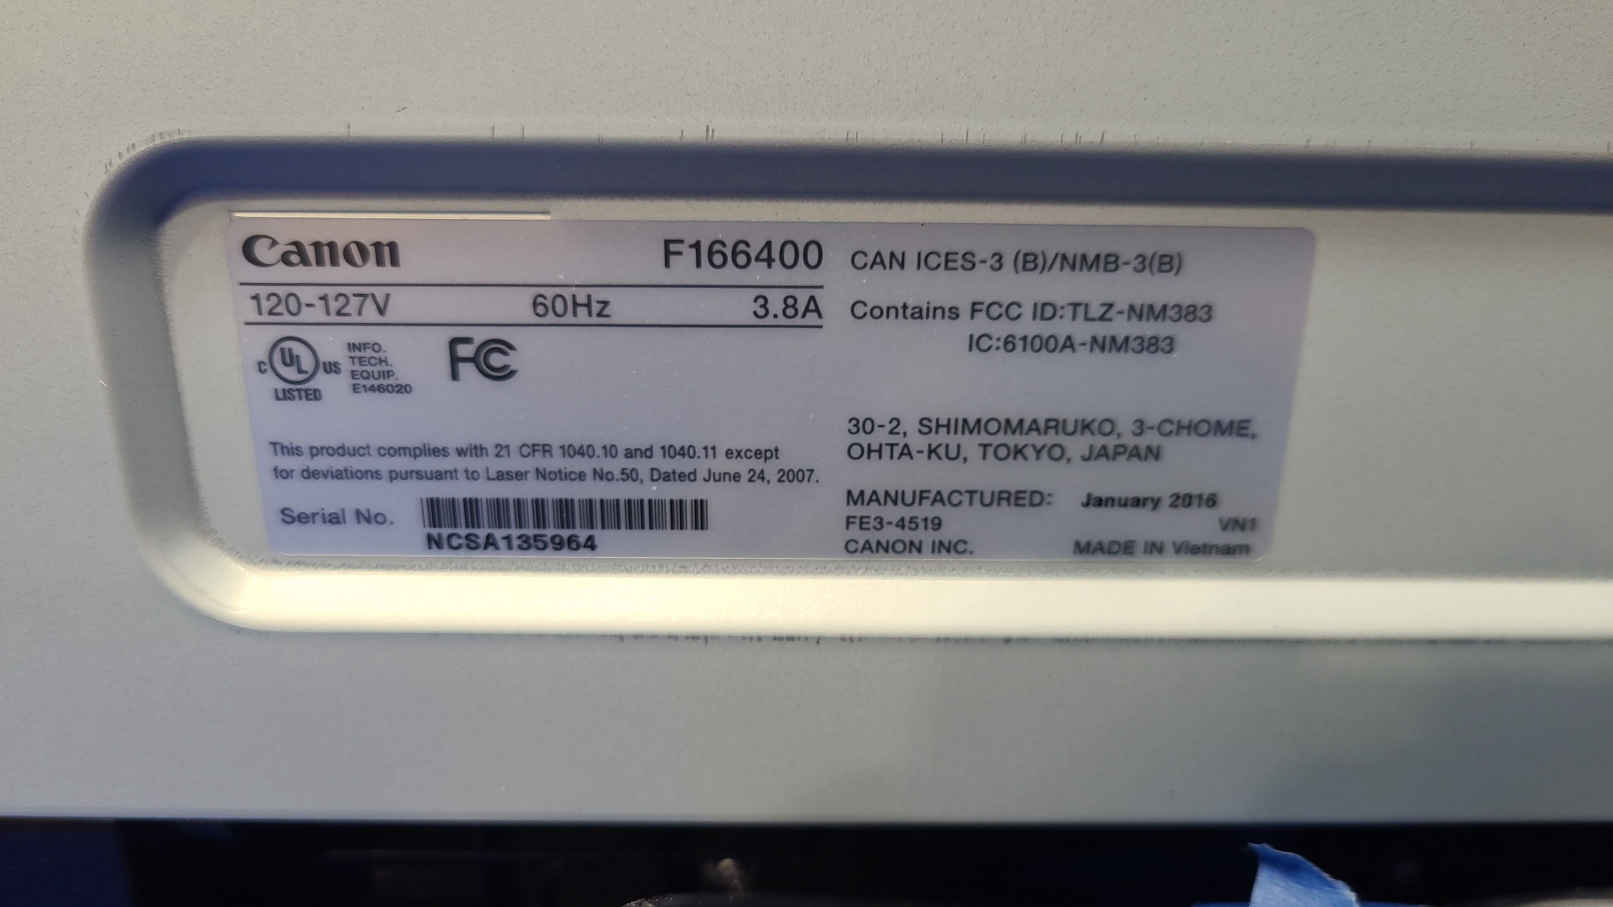 Canon F166400
120-127V 60Hz 3.8A
C UL US
LISTED
INFO.
TECH.
EQUIP.
E146020
FC
This product complies with 21 CFR 1040.10 and 1040.11 except
for deviations pursuant to Laser Notice No.50, Dated June 24, 2007.
Serial No.
NCSA135964
CAN ICES-3 (B)/NMB-3(B)
Contains FCC ID:TLZ-NM383
IC:6100A-NM383
30-2, SHIMOMARUKO, 3-CHOME,
OHTA-KU, TOKYO, JAPAN
MANUFACTURED: January 2016
FE3-4519 VN1
CANON INC. MADE IN Vietnam